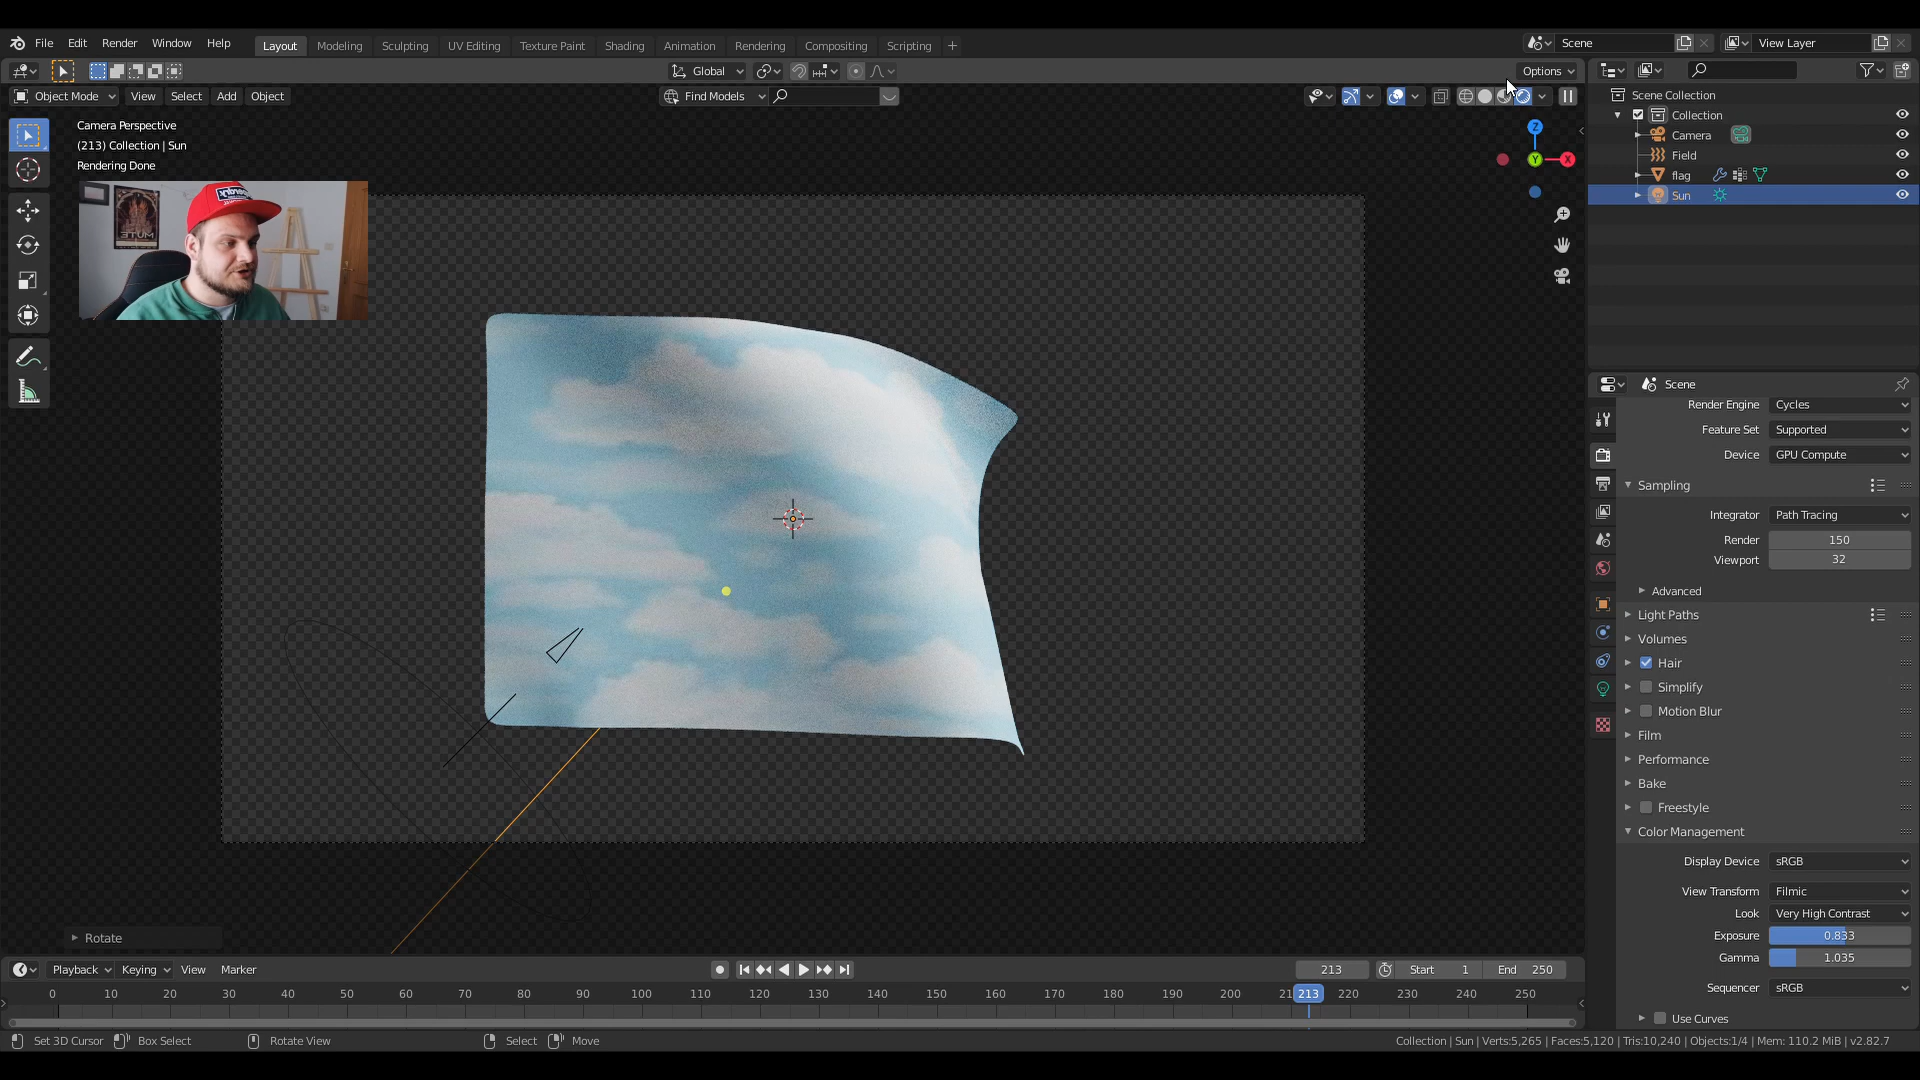 File Edit Render Window Help Layout Modeling Sculpting UV Editing Texture Paint Shading Animation Rendering Compositing Scripting + Scene View Layer
Global Options
Object Mode View Select Add Object Find Models
Camera Perspective
(213) Collection | Sun
Rendering Done
Z
Y
X
Scene Collection
Collection
Camera
Field
flag
Sun
Scene
Render Engine Cycles
Feature Set Supported
Device GPU Compute
Sampling
Integrator Path Tracing
Render 150
Viewport 32
Advanced
Light Paths
Volumes
Hair
Simplify
Motion Blur
Film
Performance
Bake
Freestyle
Color Management
Display Device sRGB
View Transform Filmic
Look Very High Contrast
Exposure 0.833
Gamma 1.035
Sequencer sRGB
Use Curves
Rotate
Playback Keying View Marker 213 Start 1 End 250
0 10 20 30 40 50 60 70 80 90 100 110 120 130 140 150 160 170 180 190 200 21 213 220 230 240 250
Set 3D Cursor Box Select Rotate View Select Move Collection | Sun | Verts:5,265 | Faces:5,120 | Tris:10,240 | Objects:1/4 | Mem: 110.2 MiB | v2.82.7